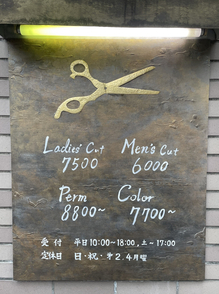 Ladies' Cut
7500
Men's Cut
6000
Perm
8800~
Color
7700~
受付 平日10:00~18:00, 土~17:00
定休日 日・祝・第2.4月曜